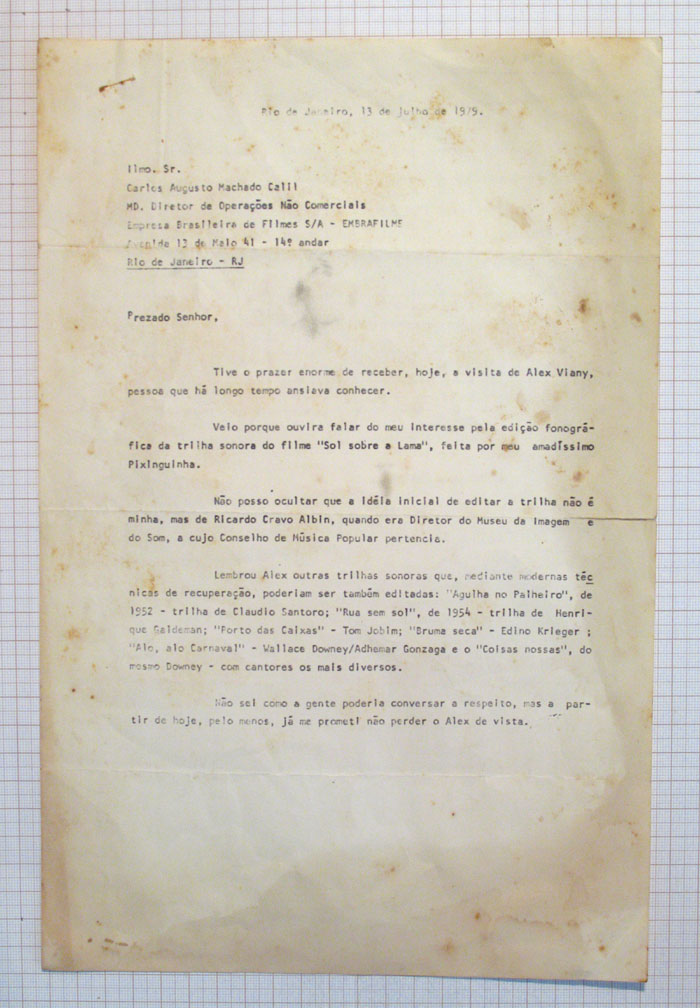 Rio de Janeiro, 13 de julho de 1979.
Ilmo. Sr.
Carlos Augusto Machado Calil
MD. Diretor de Operações Não Comerciais
Empresa Brasileira de Filmes S/A - EMBRAFILME
Avenida 13 de Maio 41 - 14º andar
Rio de Janeiro - RJ
Prezado Senhor,
Tive o prazer enorme de receber, hoje, a visita de Alex Viany,
pessoa que há longo tempo ansiava conhecer.
Veio porque ouvira falar do meu interesse pela edição fonográ-
fica da trilha sonora do filme "Sol sobre a Lama", feita por meu amadíssimo
Pixinguinha.
Não posso ocultar que a idéia inicial de editar a trilha não é
minha, mas de Ricardo Cravo Albin, quando era Diretor do Museu da Imagem e
do Som, a cujo Conselho de Música Popular pertencia.
Lembrou Alex outras trilhas sonoras que, mediante modernas téc
nicas de recuperação, poderiam ser também editadas: "Agulha no Palheiro", de
1952 - trilha de Claudio Santoro; "Rua sem sol", de 1954 - trilha de Henri-
que Galdeman; "Porto das Caixas" - Tom Jobim; "Bruma seca" - Edino Krieger ;
"Alo, alo Carnaval" - Wallace Downey/Adhemar Gonzaga e o "Coisas nossas", do
mesmo Downey - com cantores os mais diversos.
Não sei como a gente poderia conversar a respeito, mas a par-
tir de hoje, pelo menos, já me prometi não perder o Alex de vista.